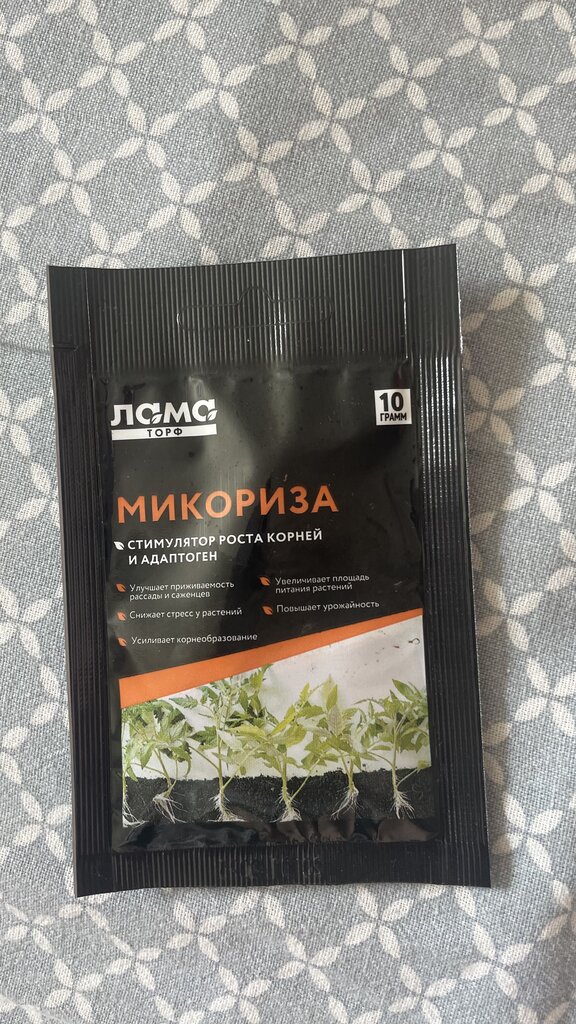 лама
ТОРФ
10
ГРАММ
МИКОРИЗА
СТИМУЛЯТОР РОСТА КОРНЕЙ
И АДАПТОГЕН
Улучшает приживаемость
рассады и саженцев
Снижает стресс у растений
Усиливает корнеобразование
Увеличивает площадь
питания растений
Повышает урожайность